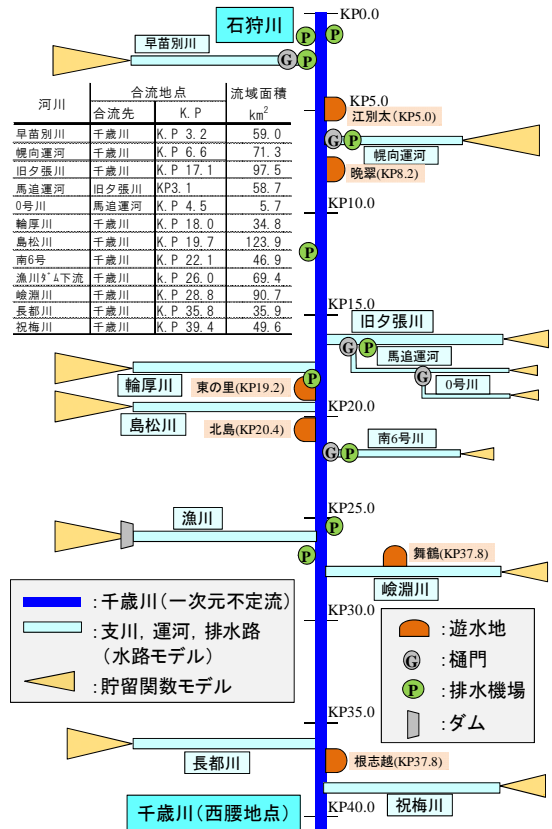 石狩川
KP0.0
P
P
早苗別川
G
P
河川
合流地点
流域面積
合流先
K.P
km2
早苗別川 千歳川 K.P 3.2 59.0
幌向運河 千歳川 K.P 6.6 71.3
旧夕張川 千歳川 K.P 17.1 97.5
馬追運河 旧夕張川 KP3.1 58.7
0号川 馬追運河 K.P 4.5 5.7
輪厚川 千歳川 K.P 18.0 34.8
島松川 千歳川 K.P 19.7 123.9
南6号 千歳川 K.P 22.1 46.9
漁川ﾀﾞﾑ下流 千歳川 k.P 26.0 69.4
嶮淵川 千歳川 K.P 28.8 90.7
長都川 千歳川 K.P 35.8 35.9
祝梅川 千歳川 K.P 39.4 49.6
KP5.0
江別太(KP5.0)
G
P
幌向運河
晩翠(KP8.2)
KP10.0
P
KP15.0
旧夕張川
G
P
馬追運河
G
0号川
輪厚川
東の里(KP19.2)
P
KP20.0
島松川
北島(KP20.4)
南6号川
G
P
KP25.0
漁川
P
P
舞鶴(KP37.8)
嶮淵川
:千歳川(一次元不定流)
:支川, 運河, 排水路
(水路モデル)
:貯留関数モデル
KP30.0
:遊水地
G
:樋門
P
:排水機場
:ダム
KP35.0
長都川
根志越(KP37.8)
千歳川(西腰地点)
KP40.0
祝梅川